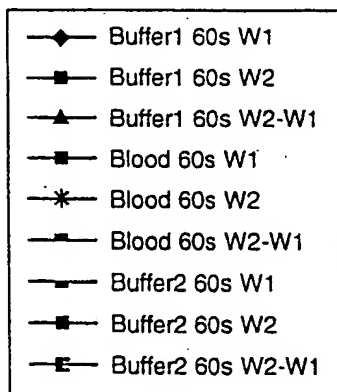 Buffer1 60s W1
Buffer1 60s W2
Buffer1 60s W2-W1
Blood 60s W1
Blood 60s W2
Blood 60s W2-W1
Buffer2 60s W1
Buffer2 60s W2
Buffer2 60s W2-W1